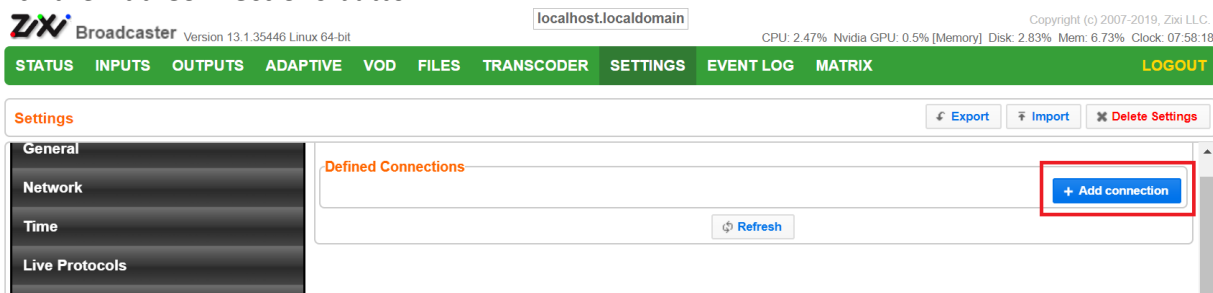 localhost.localdomain
Copyright (c) 2007-2019, Zixi LLC.
ZiXi Broadcaster Version 13.1.35446 Linux 64-bit
CPU: 2.47% Nvidia GPU: 0.5% [Memory] Disk: 2.83% Mem: 6.73% Clock: 07:58:18
STATUS INPUTS OUTPUTS ADAPTIVE VOD FILES TRANSCODER SETTINGS EVENT LOG MATRIX LOGOUT
Settings Export Import Delete Settings
General
Defined Connections
Network
+ Add connection
Time
Refresh
Live Protocols